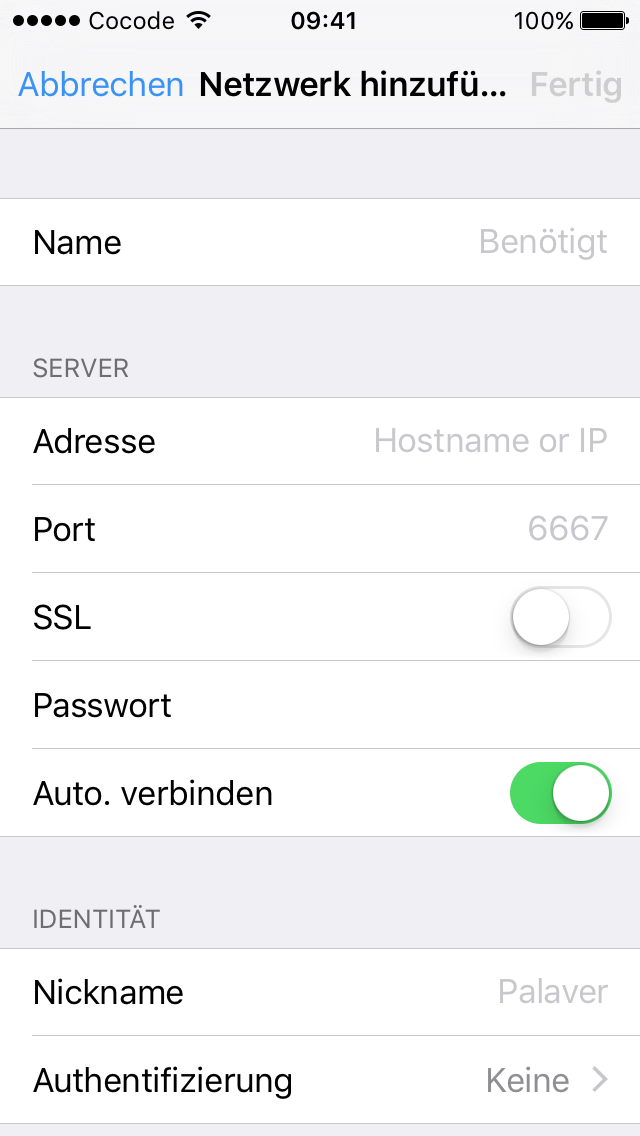 Cocode 09:41 100%
Abbrechen Netzwerk hinzufü... Fertig
Name Benötigt
SERVER
Adresse Hostname or IP
Port 6667
SSL
Passwort
Auto. verbinden
IDENTITÄT
Nickname Palaver
Authentifizierung Keine